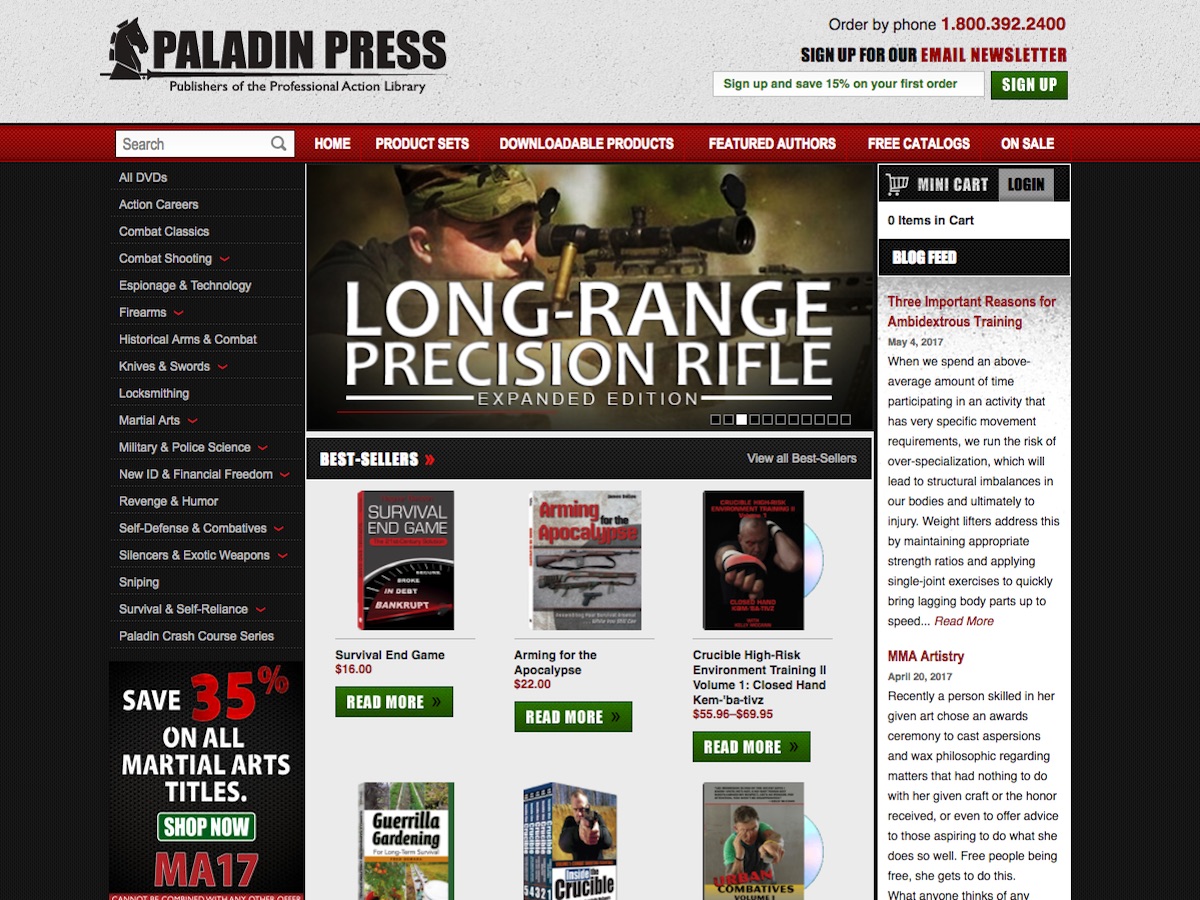 PALADIN PRESS
Publishers of the Professional Action Library
Order by phone 1.800.392.2400
SIGN UP FOR OUR EMAIL NEWSLETTER
Sign up and save 15% on your first order
SIGN UP
Search
HOME
PRODUCT SETS
DOWNLOADABLE PRODUCTS
FEATURED AUTHORS
FREE CATALOGS
ON SALE
All DVDs
Action Careers
Combat Classics
Combat Shooting
Espionage & Technology
Firearms
Historical Arms & Combat
Knives & Swords
Locksmithing
Martial Arts
Military & Police Science
New ID & Financial Freedom
Revenge & Humor
Self-Defense & Combatives
Silencers & Exotic Weapons
Sniping
Survival & Self-Reliance
Paladin Crash Course Series
SAVE 35%
ON ALL
MARTIAL ARTS
TITLES.
SHOP NOW
MA17
CANNOT BE COMBINED WITH ANY OTHER OFFER
LONG-RANGE
PRECISION RIFLE
EXPANDED EDITION
BEST-SELLERS »
View all Best-Sellers
SURVIVAL
END GAME
The 21st Century Solution
SECURE
BROKE
IN DEBT
BANKRUPT
Survival End Game
$16.00
READ MORE »
Arming
for the
Apocalypse
Arming for the
Apocalypse
$22.00
READ MORE »
CRUCIBLE HIGH-RISK
ENVIRONMENT TRAINING II
Volume 1
CLOSED HAND
KEM-'BA-TIVZ
WITH
KELLY MCCANN
Crucible High-Risk
Environment Training II
Volume 1: Closed Hand
Kem-'ba-tivz
$55.96–$69.95
READ MORE »
Guerrilla
Gardening
For Long-Term Survival
5 4 3 2 1
Inside the
Crucible
URBAN
COMBATIVES
VOLUME 1
MINI CART
LOGIN
0 Items in Cart
BLOG FEED
Three Important Reasons for
Ambidextrous Training
May 4, 2017
When we spend an above-
average amount of time
participating in an activity that
has very specific movement
requirements, we run the risk of
over-specialization, which will
lead to structural imbalances in
our bodies and ultimately to
injury. Weight lifters address this
by maintaining appropriate
strength ratios and applying
single-joint exercises to quickly
bring lagging body parts up to
speed... Read More
MMA Artistry
April 20, 2017
Recently a person skilled in her
given art chose an awards
ceremony to cast aspersions
and wax philosophic regarding
matters that had nothing to do
with her given craft or the honor
received, or even to offer advice
to those aspiring to do what she
does so well. Free people being
free, she gets to do this.
What anyone thinks of any